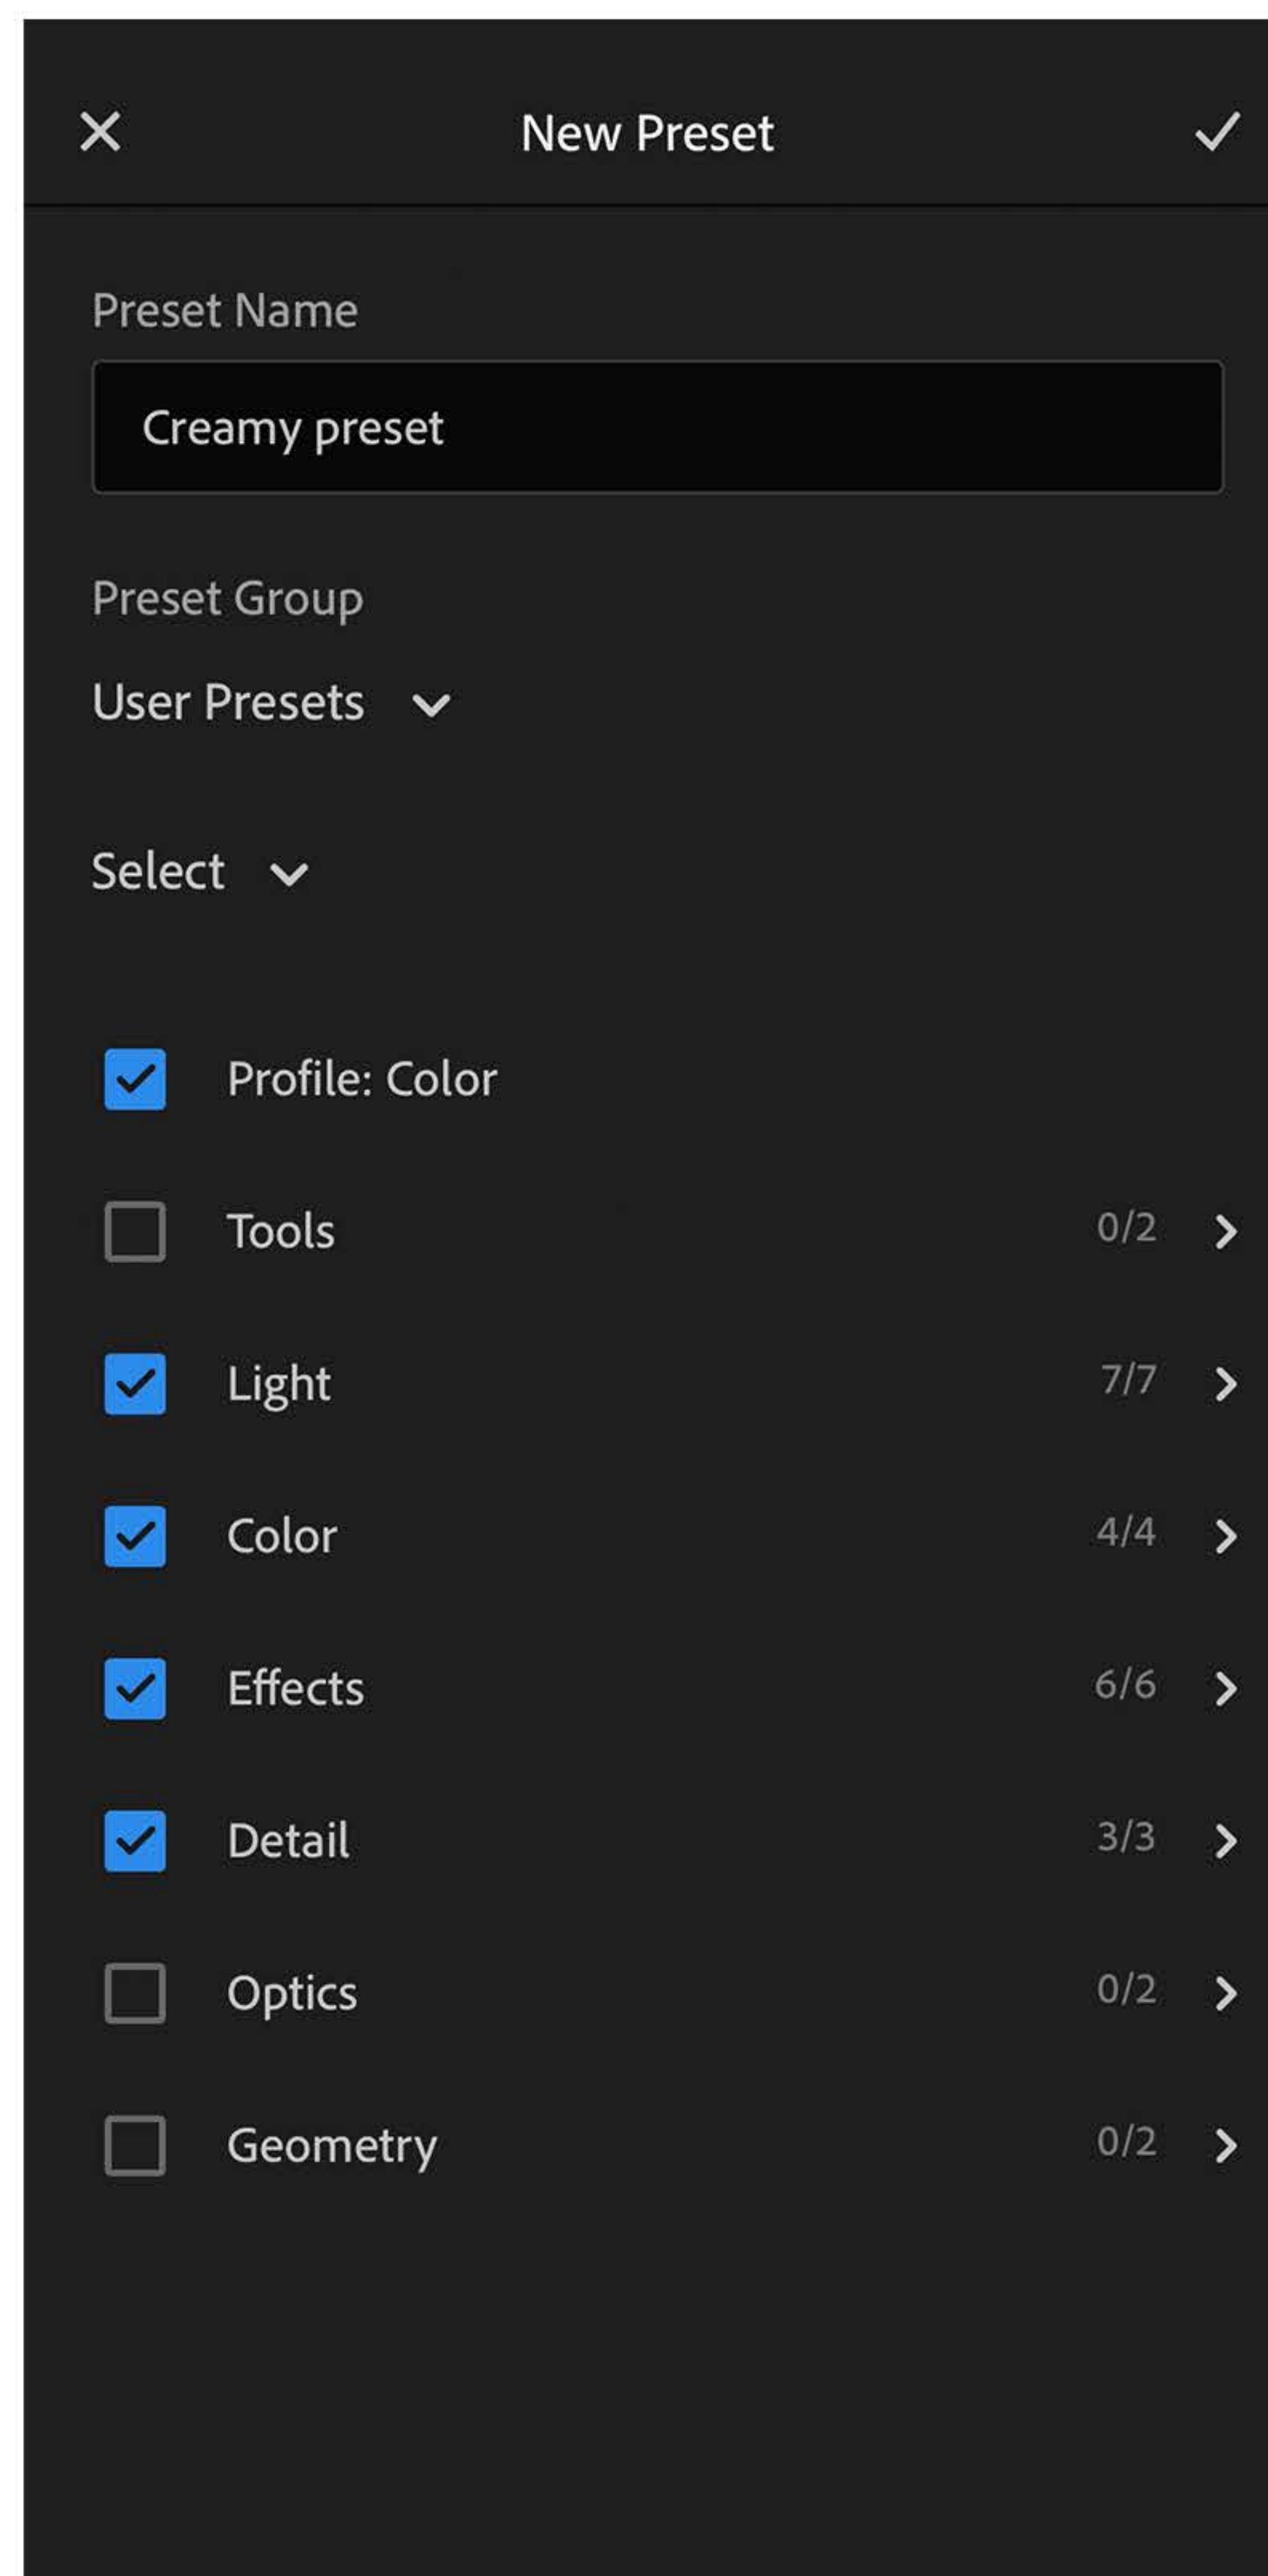 New Preset
Preset Name
Creamy preset
Preset Group
User Presets
Select
Profile: Color
Tools 0/2
Light 7/7
Color 4/4
Effects 6/6
Detail 3/3
Optics 0/2
Geometry 0/2